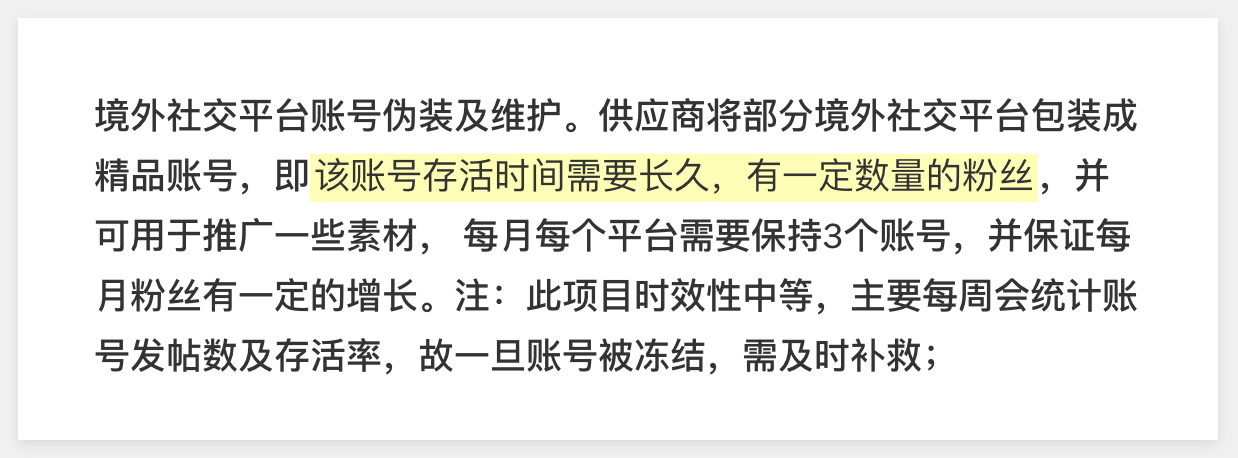 境外社交平台账号伪装及维护。供应商将部分境外社交平台包装成
精品账号，即该账号存活时间需要长久，有一定数量的粉丝，并
可用于推广一些素材， 每月每个平台需要保持3个账号，并保证每
月粉丝有一定的增长。注：此项目时效性中等，主要每周会统计账
号发帖数及存活率，故一旦账号被冻结，需及时补救；